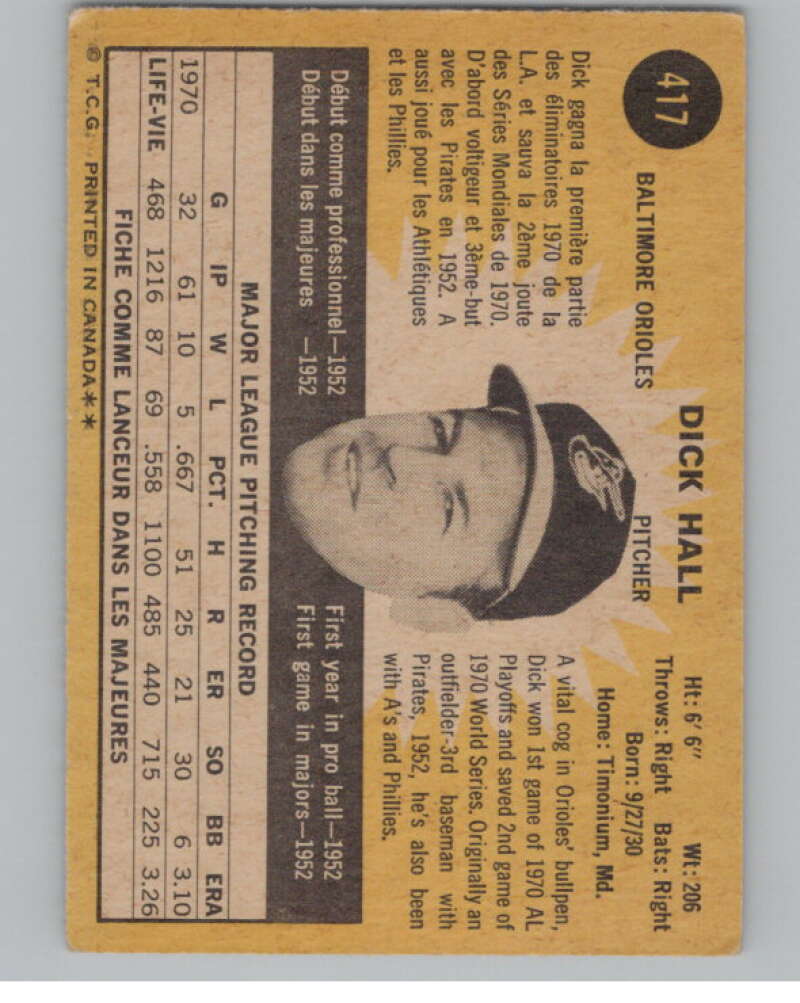 417
DICK HALL
Ht: 6'6" Wt: 206
BALTIMORE ORIOLES PITCHER
Throws: Right Bats: Right
Born: 9/27/30
Home: Timonium, Md.
Dick gagna la première partie
des éliminatoires 1970 de la
L.A. et sauva la 2ème joute
des Séries Mondiales de 1970.
D'abord voltigeur et 3ème-but
avec les Pirates en 1952. A
aussi joué pour les Athlétiques
et les Phillies.
A vital cog in Orioles' bullpen,
Dick won 1st game of 1970 AL
Playoffs and saved 2nd game of
1970 World Series. Originally an
outfielder-3rd baseman with
Pirates, 1952, he's also been
with A's and Phillies.
Début comme professionnel—1952
Début dans les majeures —1952
First year in pro ball—1952
First game in majors—1952
MAJOR LEAGUE PITCHING RECORD
G IP W L PCT. H R ER SO BB ERA
1970 32 61 10 5 .667 51 25 21 30 6 3.10
LIFE-VIE 468 1216 87 69 .558 1100 485 440 715 225 3.26
FICHE COMME LANCEUR DANS LES MAJEURES
© T.C.G. PRINTED IN CANADA**